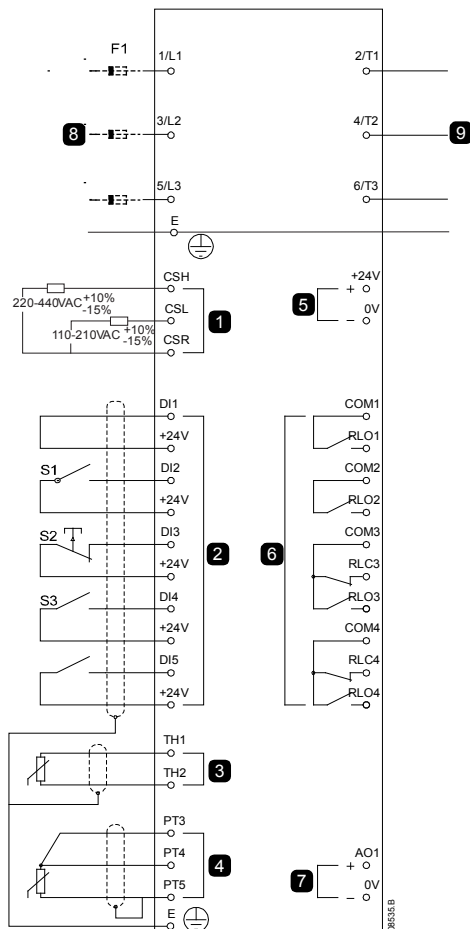 F1 1/L1 2/T1
8 3/L2 4/T2 9
5/L3 6/T3
E
CSH +24V
220-440VAC +10% -15% + 5
CSL 1 0V
110-210VAC +10% -15% -
CSR
DI1 COM1
+24V RLO1
S1 DI2 COM2
+24V RLO2
S2 DI3 2 6 COM3
+24V RLC3
S3 DI4 RLO3
+24V COM4
DI5 RLC4
+24V RLO4
TH1
3
TH2
PT3
PT4 4 7 + AO1
PT5 - 0V
E
08535.B